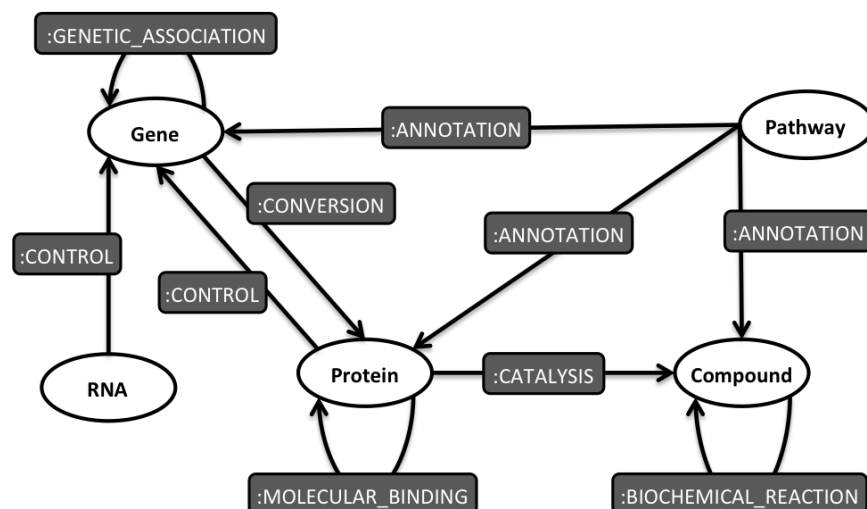 :GENETIC_ASSOCIATION
Gene
:ANNOTATION
Pathway
:CONVERSION
:ANNOTATION
:ANNOTATION
:CONTROL
:CONTROL
RNA
Protein
:CATALYSIS
Compound
:MOLECULAR_BINDING
:BIOCHEMICAL_REACTION